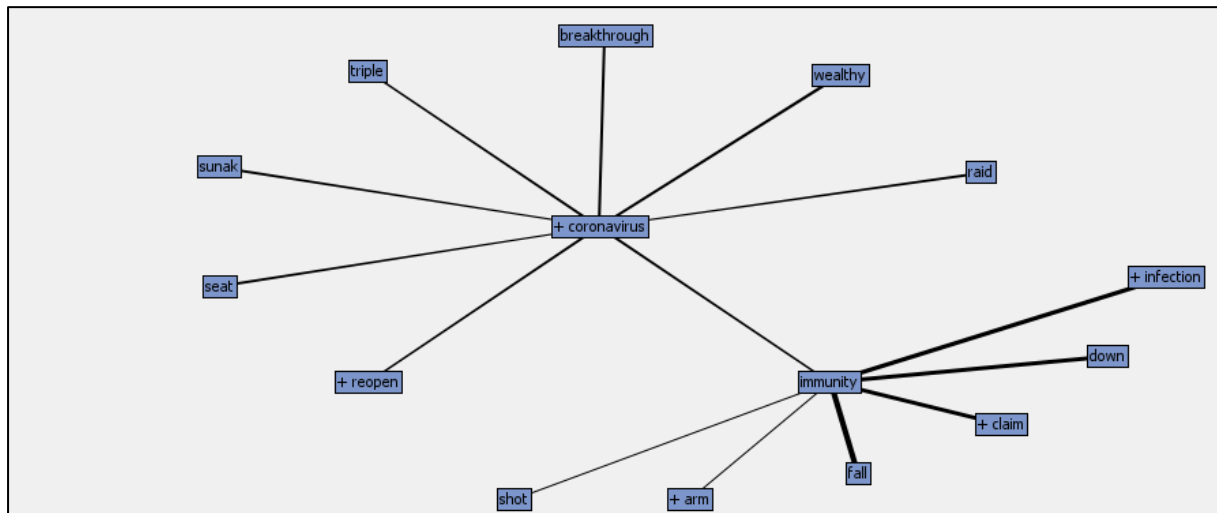 breakthrough
triple
wealthy
sunak
raid
+ coronavirus
+ infection
seat
down
+ reopen
immunity
+ claim
fall
shot
+ arm